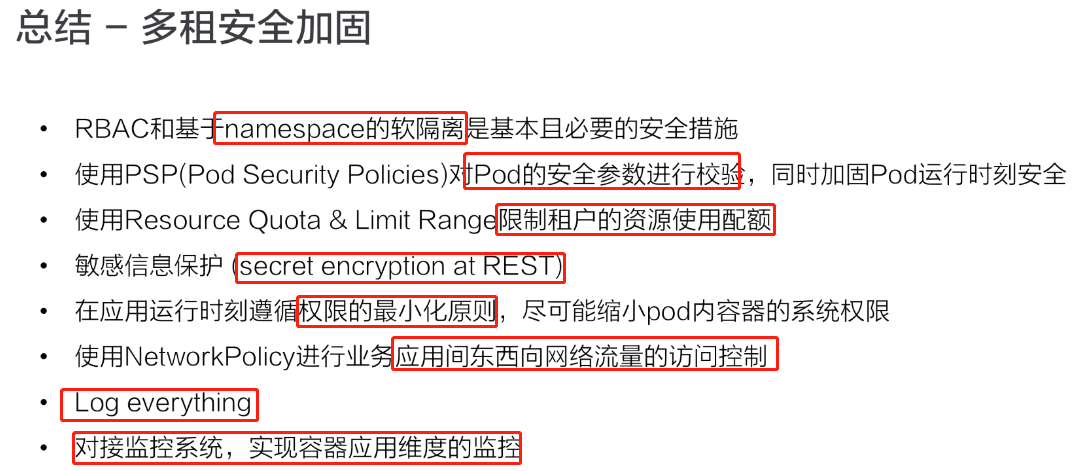 总结 – 多租安全加固
• RBAC和基于namespace的软隔离是基本且必要的安全措施
• 使用PSP(Pod Security Policies)对Pod的安全参数进行校验，同时加固Pod运行时刻安全
• 使用Resource Quota & Limit Range限制租户的资源使用配额
• 敏感信息保护 (secret encryption at REST)
• 在应用运行时刻遵循权限的最小化原则，尽可能缩小pod内容器的系统权限
• 使用NetworkPolicy进行业务应用间东西向网络流量的访问控制
• Log everything
• 对接监控系统，实现容器应用维度的监控